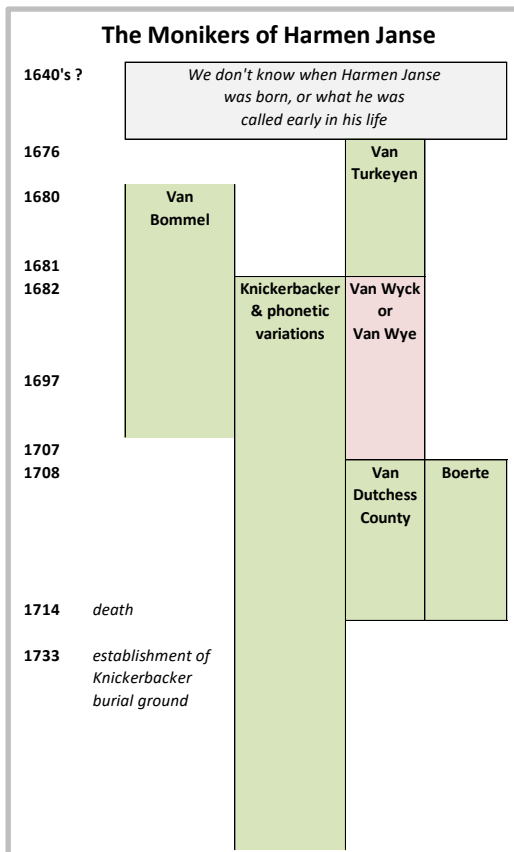 The Monikers of Harmen Janse
1640's ?
We don't know when Harmen Janse
was born, or what he was
called early in his life
1676
Van
Turkeyen
1680
Van
Bommel
1681
1682
Knickerbacker
& phonetic
variations
Van Wyck
or
Van Wye
1697
1707
1708
Van
Dutchess
County
Boerte
1714 death
1733 establishment of
Knickerbacker
burial ground